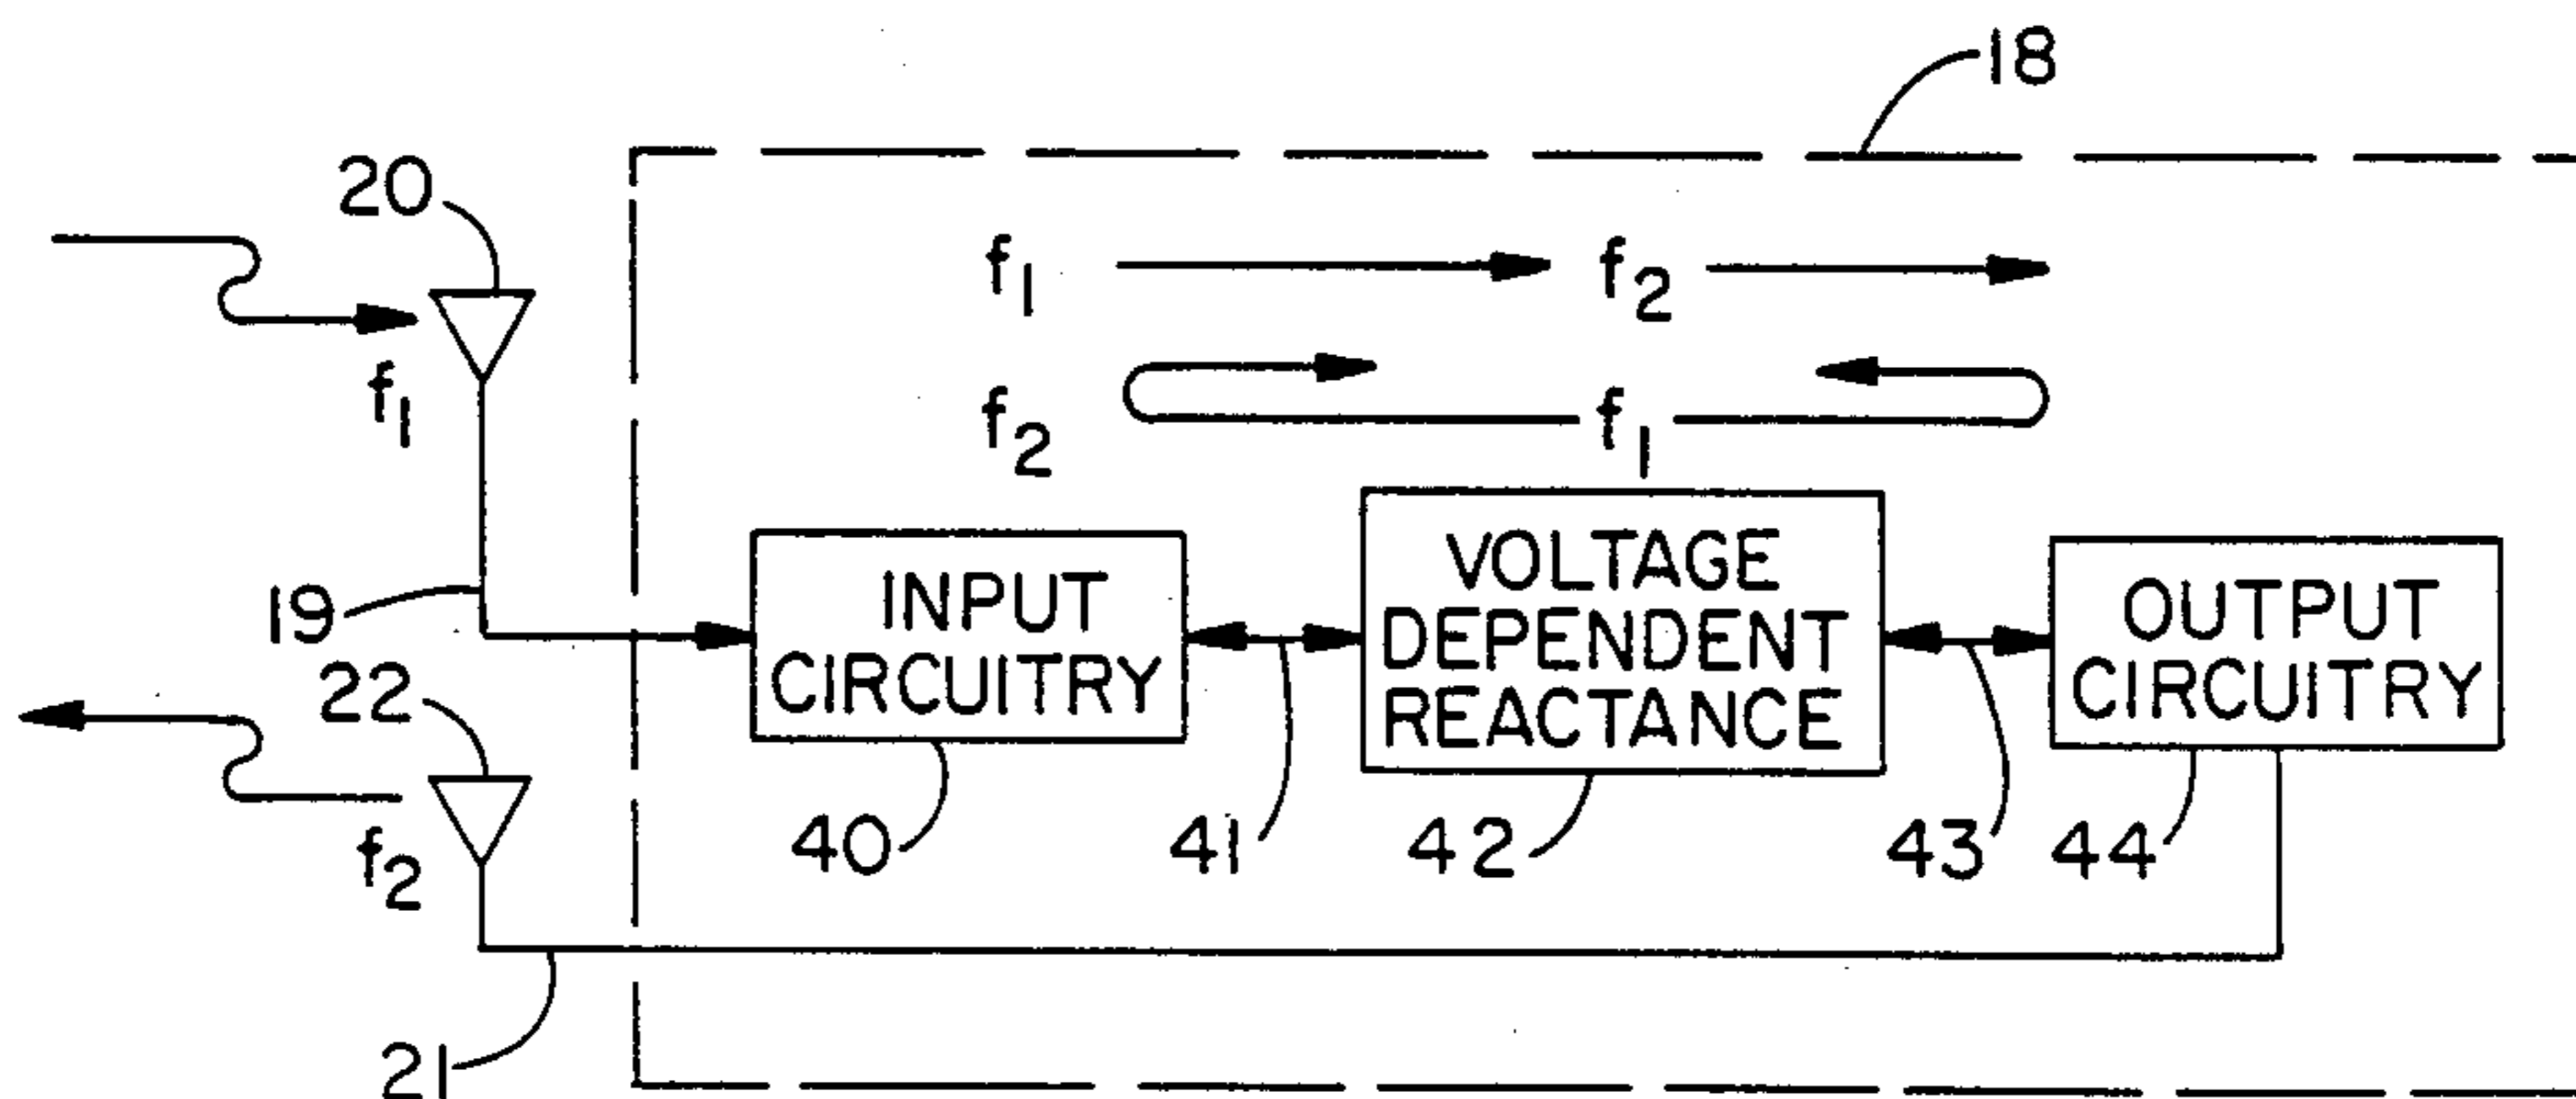 18
20
f1 f2
f1
f2 f1
INPUT
CIRCUITRY
VOLTAGE
DEPENDENT
REACTANCE
OUTPUT
CIRCUITRY
19
22
f2
40 41 42 43 44
21